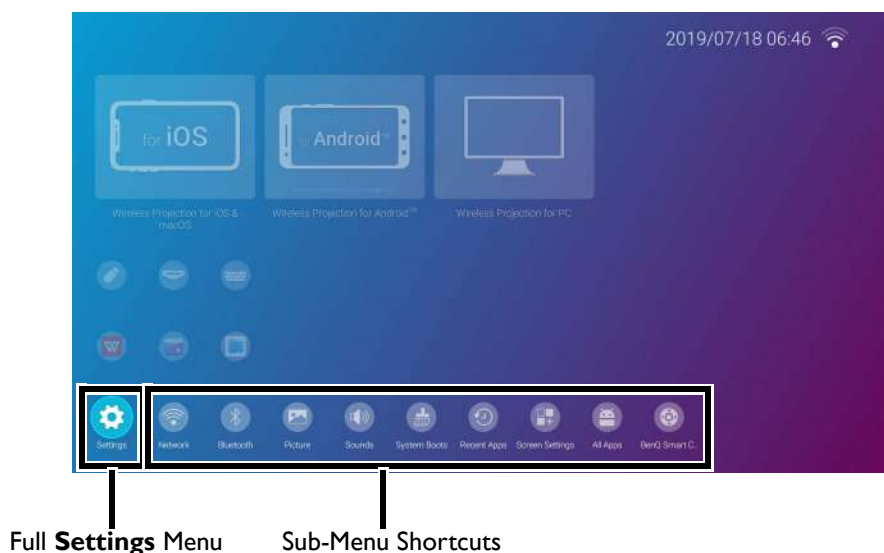 2019/07/18 06:46
for iOS
for Android™
Wireless Projection for iOS & macOS
Wireless Projection for Android™
Wireless Projection for PC
Settings
Network
Bluetooth
Picture
Sounds
System Boots
Recent Apps
Screen Settings
All Apps
BenQ Smart C..
Full Settings Menu
Sub-Menu Shortcuts